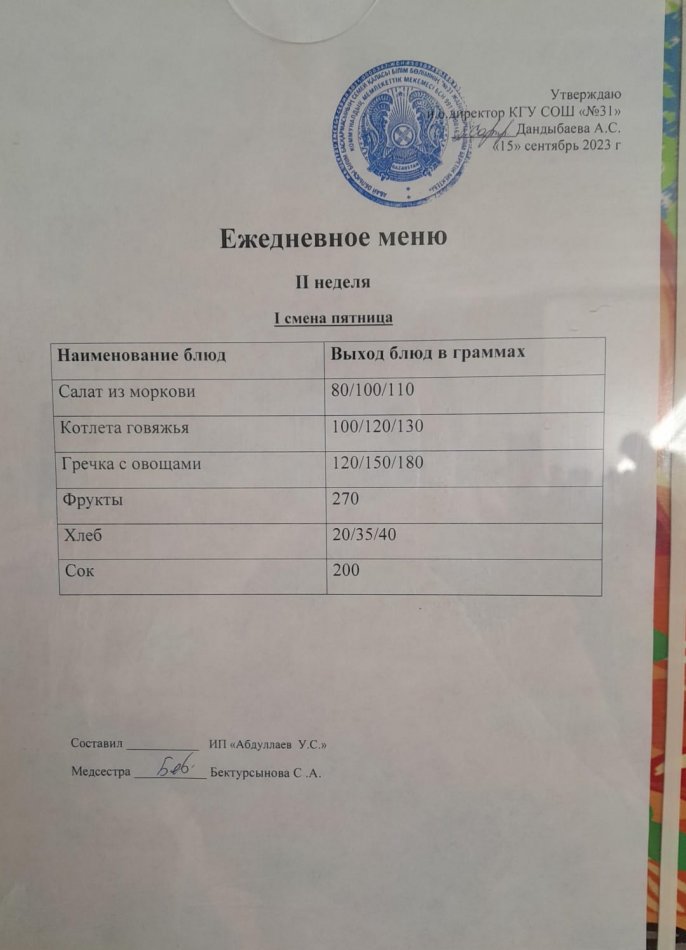 Утверждаю
и.о директор КГУ СОШ «№31»
Дандыбаева А.С.
«15» сентябрь 2023 г
Ежедневное меню
II неделя
I смена пятница
Наименование блюд Выход блюд в граммах
Салат из моркови 80/100/110
Котлета говяжья 100/120/130
Гречка с овощами 120/150/180
Фрукты 270
Хлеб 20/35/40
Сок 200
Составил ____________ ИП «Абдуллаев У.С.»
Медсестра ____________ Бектурсынова С .А.